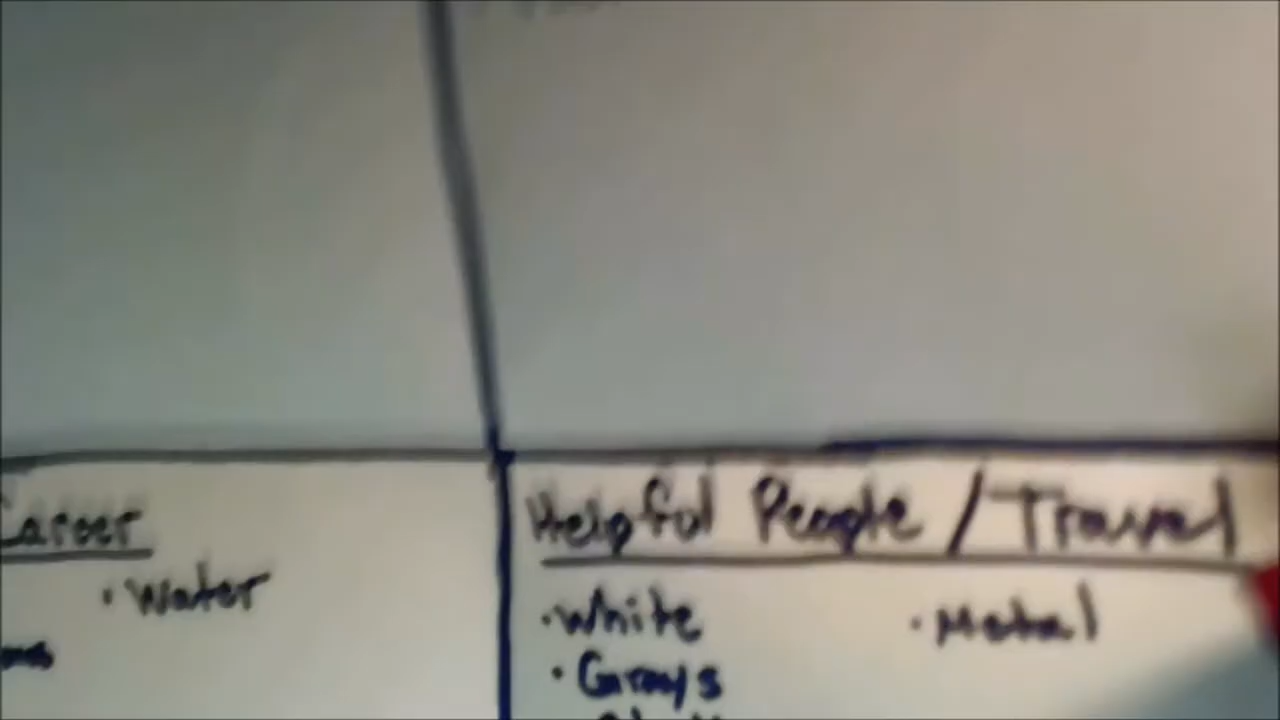 Career
Helpful People / Travel
· Water
· White
· Metal
· Grays